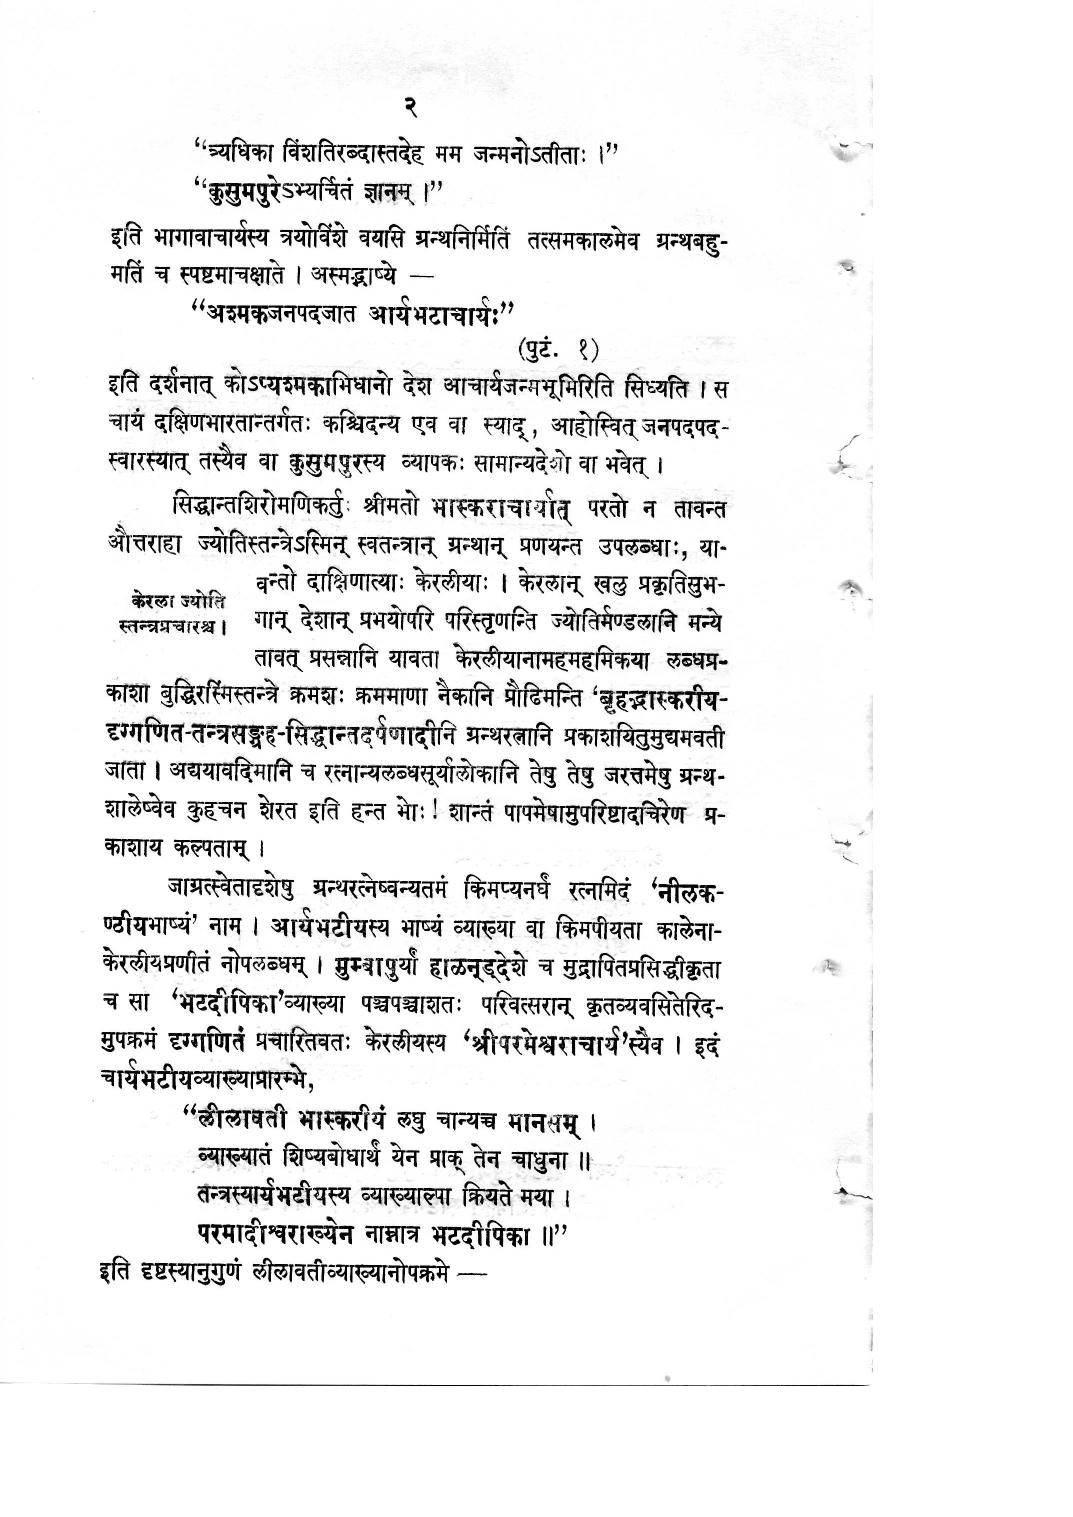 २
“त्र्यधिका विंशतिरब्दास्तदेह मम जन्मनोऽतीताः ।”
“कुसुमपुरेऽभ्यर्चितं ज्ञानम् ।”
इति भागावाचार्यस्य त्रयोविंशे वयसि ग्रन्थनिर्मितिं तत्समकालमेव ग्रन्थबहु-
मतिं च स्पष्टमाचक्षाते । अस्मद्भाष्ये —
“अश्मकजनपदजात आर्यभटाचार्यः”
(पुटं. १)
इति दर्शनात् कोऽप्यश्मकाभिधानो देश आचार्यजन्मभूमिरिति सिध्यति । स
चायं दक्षिणभारतान्तर्गतः कश्चिदन्य एव वा स्याद्, आहोस्वित् जनपदपद-
स्वारस्यात् तस्यैव वा कुसुमपुरस्य व्यापकः सामान्यदेशो वा भवेत् ।
सिद्धान्तशिरोमणिकर्तुः श्रीमतो भास्कराचार्यात् परतो न तावन्त
औत्तराहा ज्योतिस्तन्त्रेऽस्मिन् स्वतन्त्रान् ग्रन्थान् प्रणयन्त उपलब्धाः, या-
वन्तो दाक्षिणात्याः केरलीयाः । केरलान् खलु प्रकृतिसुभ-
केरला ज्योति
स्तन्त्रप्रचारश्च ।
गान् देशान् प्रभयोपरि परिस्तृणन्ति ज्योतिर्मण्डलानि मन्ये
तावत् प्रसन्नानि यावता केरलीयानामहमहमिकया लब्धप्र-
काशा बुद्धिरस्मिंस्तन्त्रे क्रमशः क्रममाणा नैकानि प्रौढिमन्ति ‘बृहद्भास्करीय-
दृग्गणित-तन्त्रसङ्ग्रह-सिद्धान्तदर्पणादीनि ग्रन्थरत्नानि प्रकाशयितुमुद्यमवती
जाता । अद्ययावदिमानि च रत्नान्यलब्धसूर्यालोकानि तेषु तेषु जरत्तमेषु ग्रन्थ-
शालेष्वेव कुहचन शेरत इति हन्त भोः! शान्तं पापमेषामुपरिष्टादचिरेण प्र-
काशाय कल्पताम् ।
जाग्रत्स्वेतादृशेषु ग्रन्थरत्नेष्वन्यतमं किमप्यनर्घं रत्नमिदं ‘नीलक-
ण्ठीयभाष्यं’ नाम । आर्यभटीयस्य भाष्यं व्याख्या वा किमपीयता कालेना-
केरलीयप्रणीतं नोपलब्धम् । मुम्बापुर्यां हाळन्ड्देशे च मुद्रापितप्रसिद्धीकृता
च सा ‘भटदीपिका’व्याख्या पञ्चपञ्चाशतः परिवत्सरान् कृतव्यवसितेरिद-
मुपक्रमं दृग्गणितं प्रचारितवतः केरलीयस्य ‘श्रीपरमेश्वराचार्य’स्यैव । इदं
चार्यभटीयव्याख्याप्रारम्भे,
“लीलावती भास्करीयं लघु चान्यच्च मानसम् ।
व्याख्यातं शिष्यबोधार्थं येन प्राक् तेन चाधुना ॥
तन्त्रस्यार्यभटीयस्य व्याख्याल्पा क्रियते मया ।
परमादीश्वराख्येन नाम्नात्र भटदीपिका ॥”
इति दृष्टस्यानुगुणं लीलावतीव्याख्यानोपक्रमे —